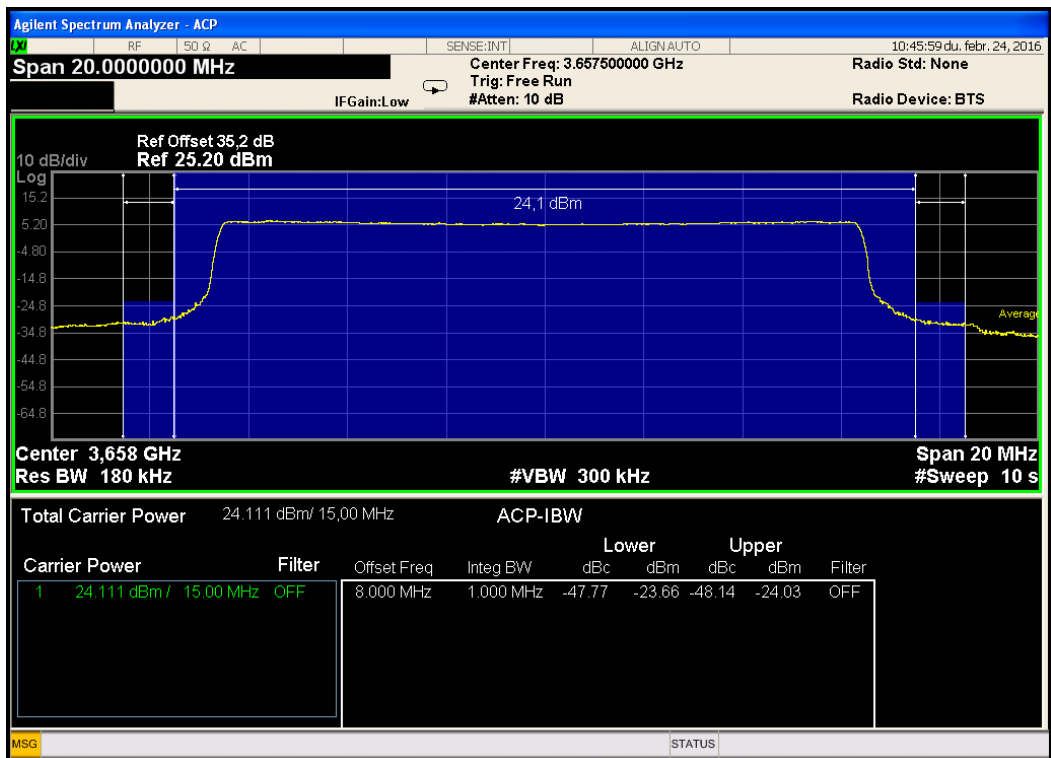 Agilent Spectrum Analyzer - ACP
LXI RF 50 Ω AC SENSE:INT ALIGN AUTO 10:45:59 du. febr. 24, 2016
Span 20.0000000 MHz
Center Freq: 3.657500000 GHz
Radio Std: None
Trig: Free Run
IFGain:Low
#Atten: 10 dB
Radio Device: BTS
Ref Offset 35,2 dB
10 dB/div Ref 25.20 dBm
Log
15.2
24,1 dBm
5.20
-4.80
-14.8
-24.8
Average
-34.8
-44.8
-54.8
-64.8
Center 3,658 GHz Span 20 MHz
Res BW 180 kHz #VBW 300 kHz #Sweep 10 s
Total Carrier Power 24.111 dBm/ 15,00 MHz ACP-IBW
Lower Upper
Carrier Power Filter Offset Freq Integ BW dBc dBm dBc dBm Filter
1 24.111 dBm / 15.00 MHz OFF 8.000 MHz 1.000 MHz -47.77 -23.66 -48.14 -24.03 OFF
MSG STATUS